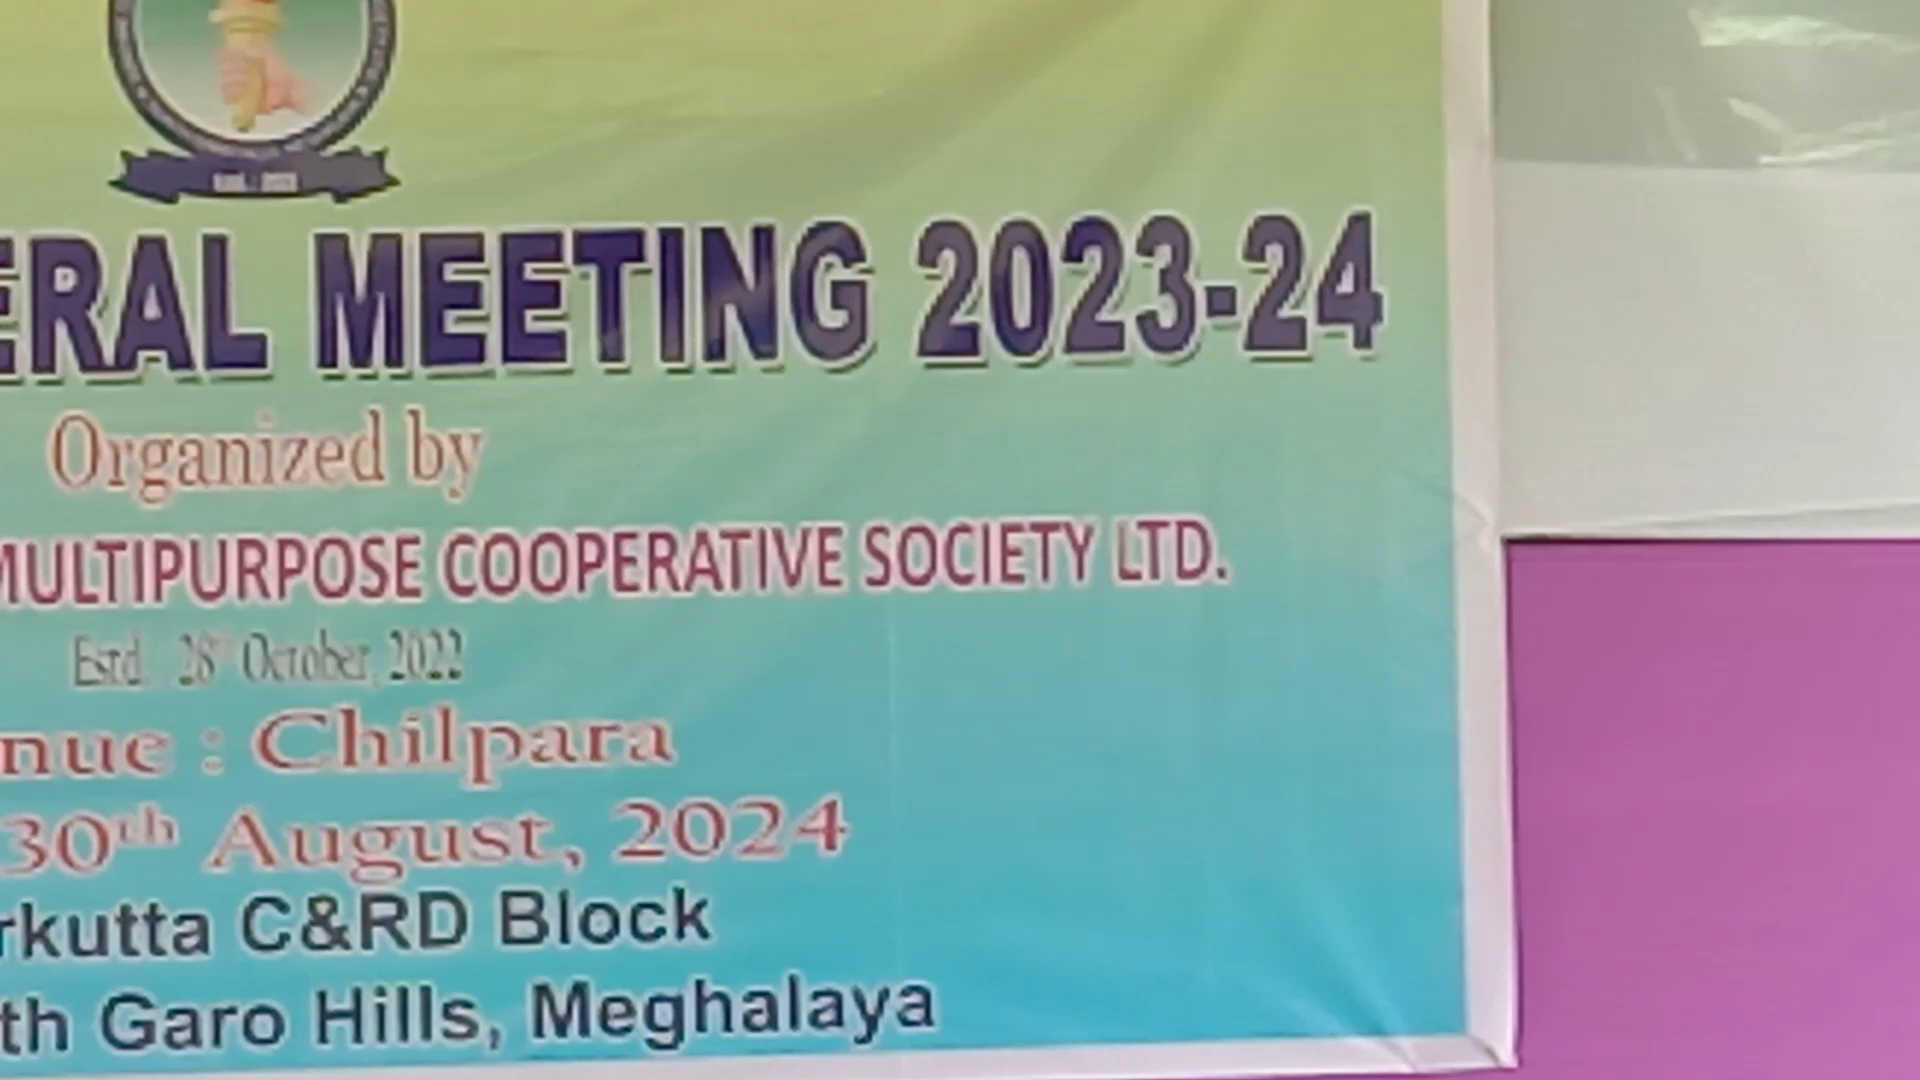 ERAL MEETING 2023-24
Organized by
MULTIPURPOSE COOPERATIVE SOCIETY LTD.
Estd. 28th October, 2022
nue : Chilpara
30th August, 2024
rkutta C&RD Block
th Garo Hills, Meghalaya